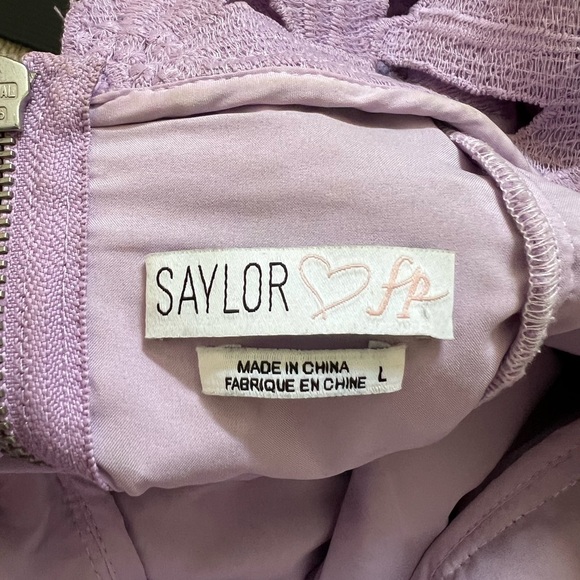 SAYLOR fp
MADE IN CHINA
FABRIQUE EN CHINE L